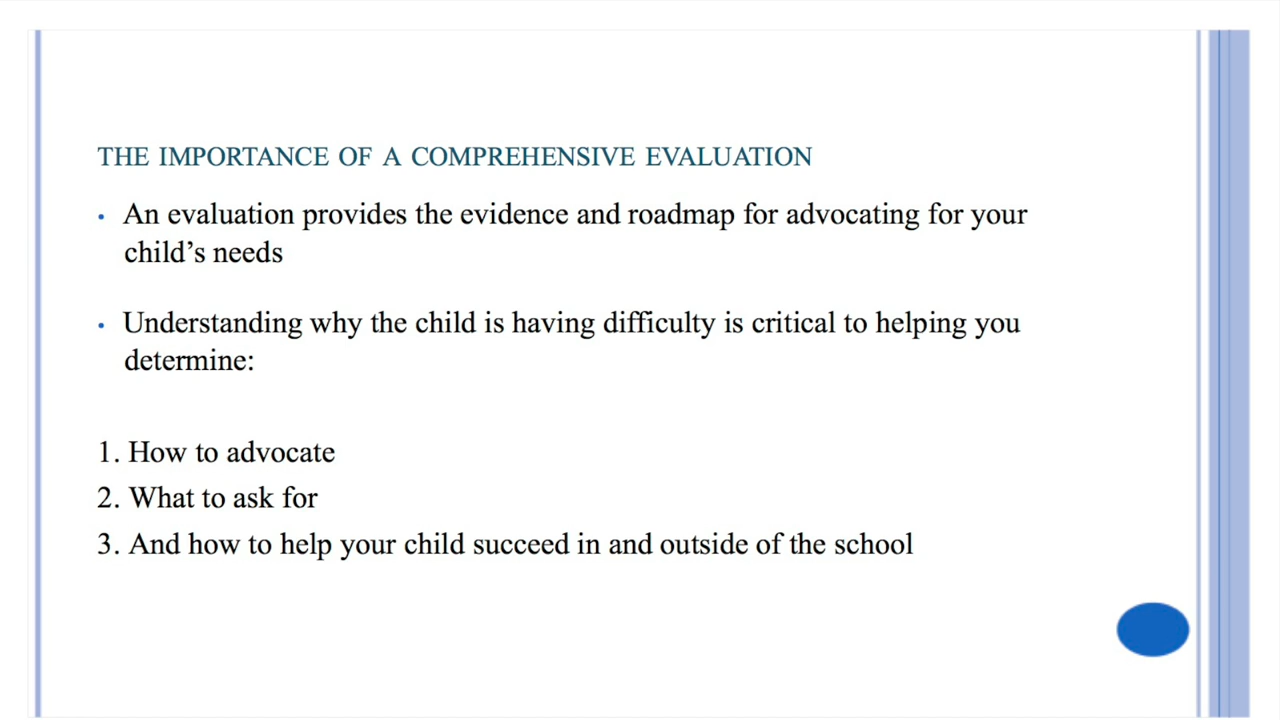 THE IMPORTANCE OF A COMPREHENSIVE EVALUATION
• An evaluation provides the evidence and roadmap for advocating for your
child’s needs
• Understanding why the child is having difficulty is critical to helping you
determine:
1. How to advocate
2. What to ask for
3. And how to help your child succeed in and outside of the school